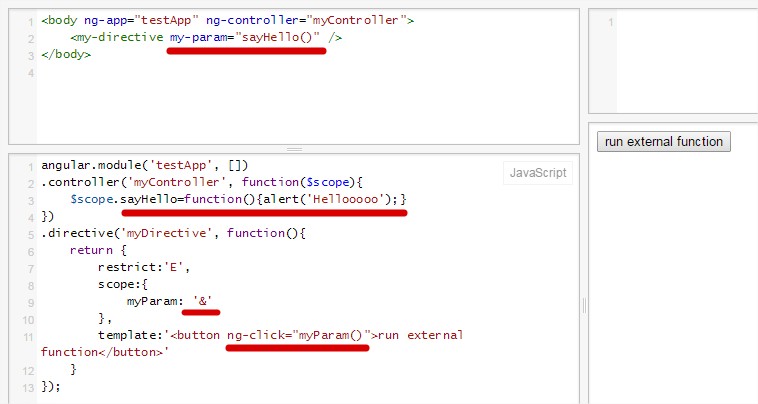 1 <body ng-app="testApp" ng-controller="myController">
2     <my-directive my-param="sayHello()" />
3 </body>
4
1
run external function
JavaScript
1 angular.module('testApp', [])
2 .controller('myController', function($scope){
3     $scope.sayHello=function(){alert('Hellooooo');}
4 })
5 .directive('myDirective', function(){
6     return {
7         restrict:'E',
8         scope:{
9             myParam: '&'
10         },
11         template:'<button ng-click="myParam()">run external
function</button>'
12     }
13 });